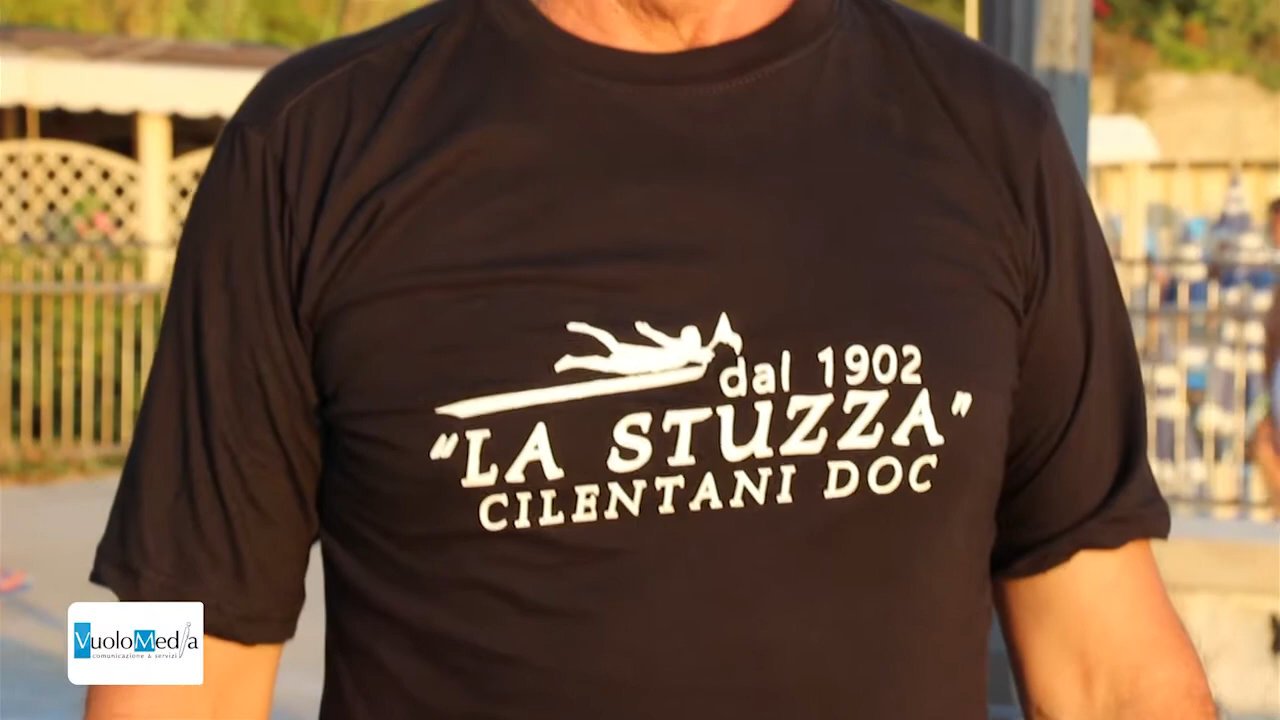 dal 1902
"LA STUZZA"
CILENTANI DOC
VuoloMedia
comunicazione & servizi